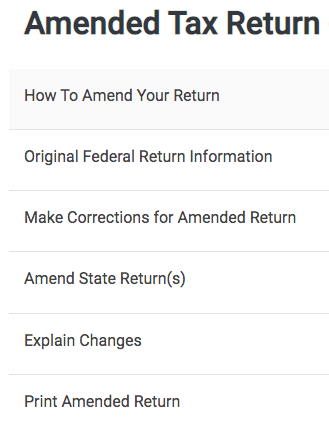 Amended Tax Return
How To Amend Your Return
Original Federal Return Information
Make Corrections for Amended Return
Amend State Return(s)
Explain Changes
Print Amended Return